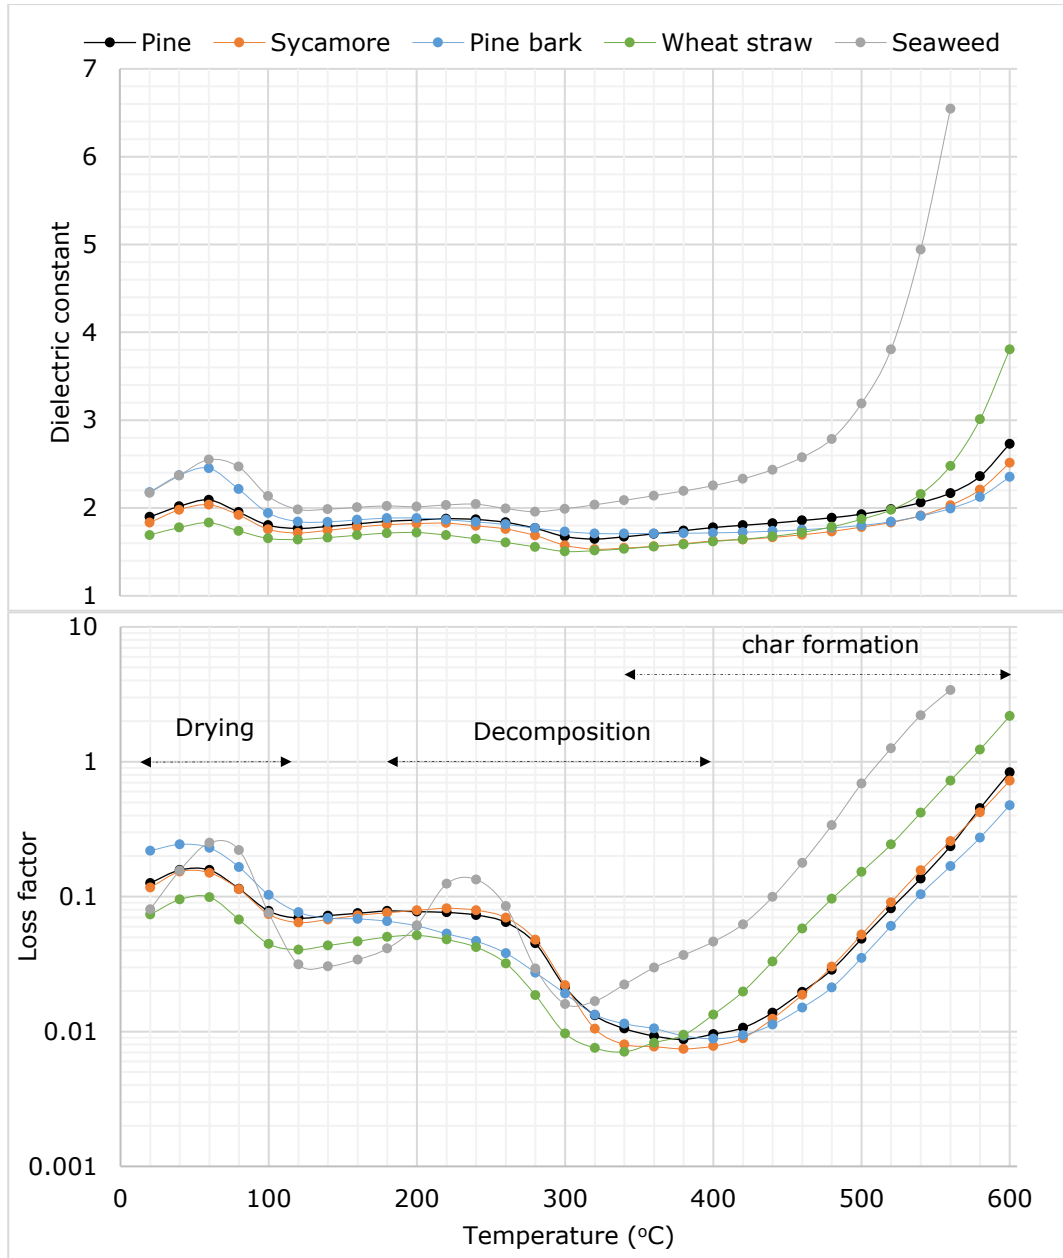 Pine Sycamore Pine bark Wheat straw Seaweed
7
6
5
4
3
2
1
Dielectric constant
10
1
0.1
0.01
0.001
Loss factor
char formation
Drying
Decomposition
0 100 200 300 400 500 600
Temperature (ºC)